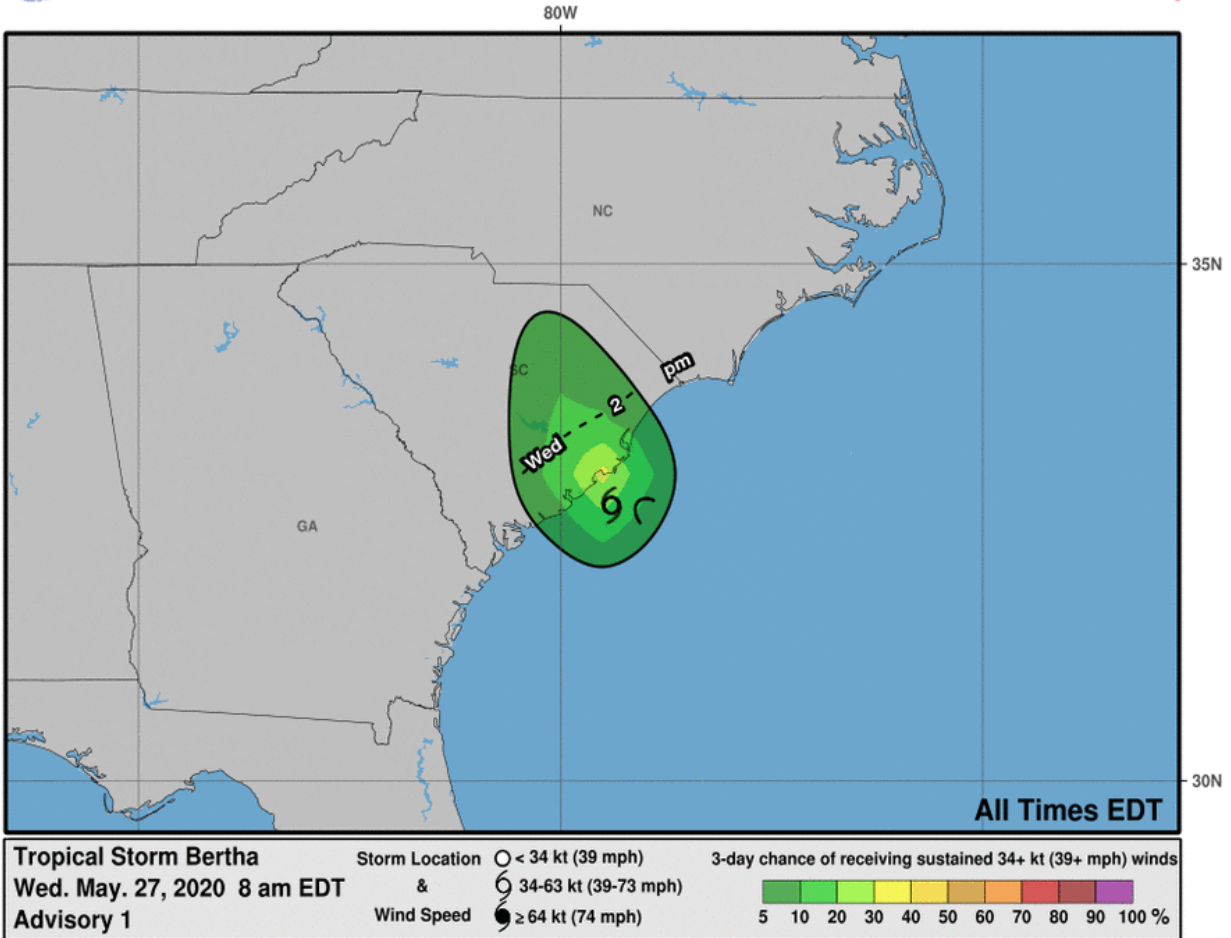 80W
NC
35N
SC
pm
2
Wed
GA
30N
All Times EDT
Tropical Storm Bertha
Wed. May. 27, 2020 8 am EDT
Advisory 1
Storm Location
&
Wind Speed
< 34 kt (39 mph)
34-63 kt (39-73 mph)
≥ 64 kt (74 mph)
3-day chance of receiving sustained 34+ kt (39+ mph) winds
5 10 20 30 40 50 60 70 80 90 100 %